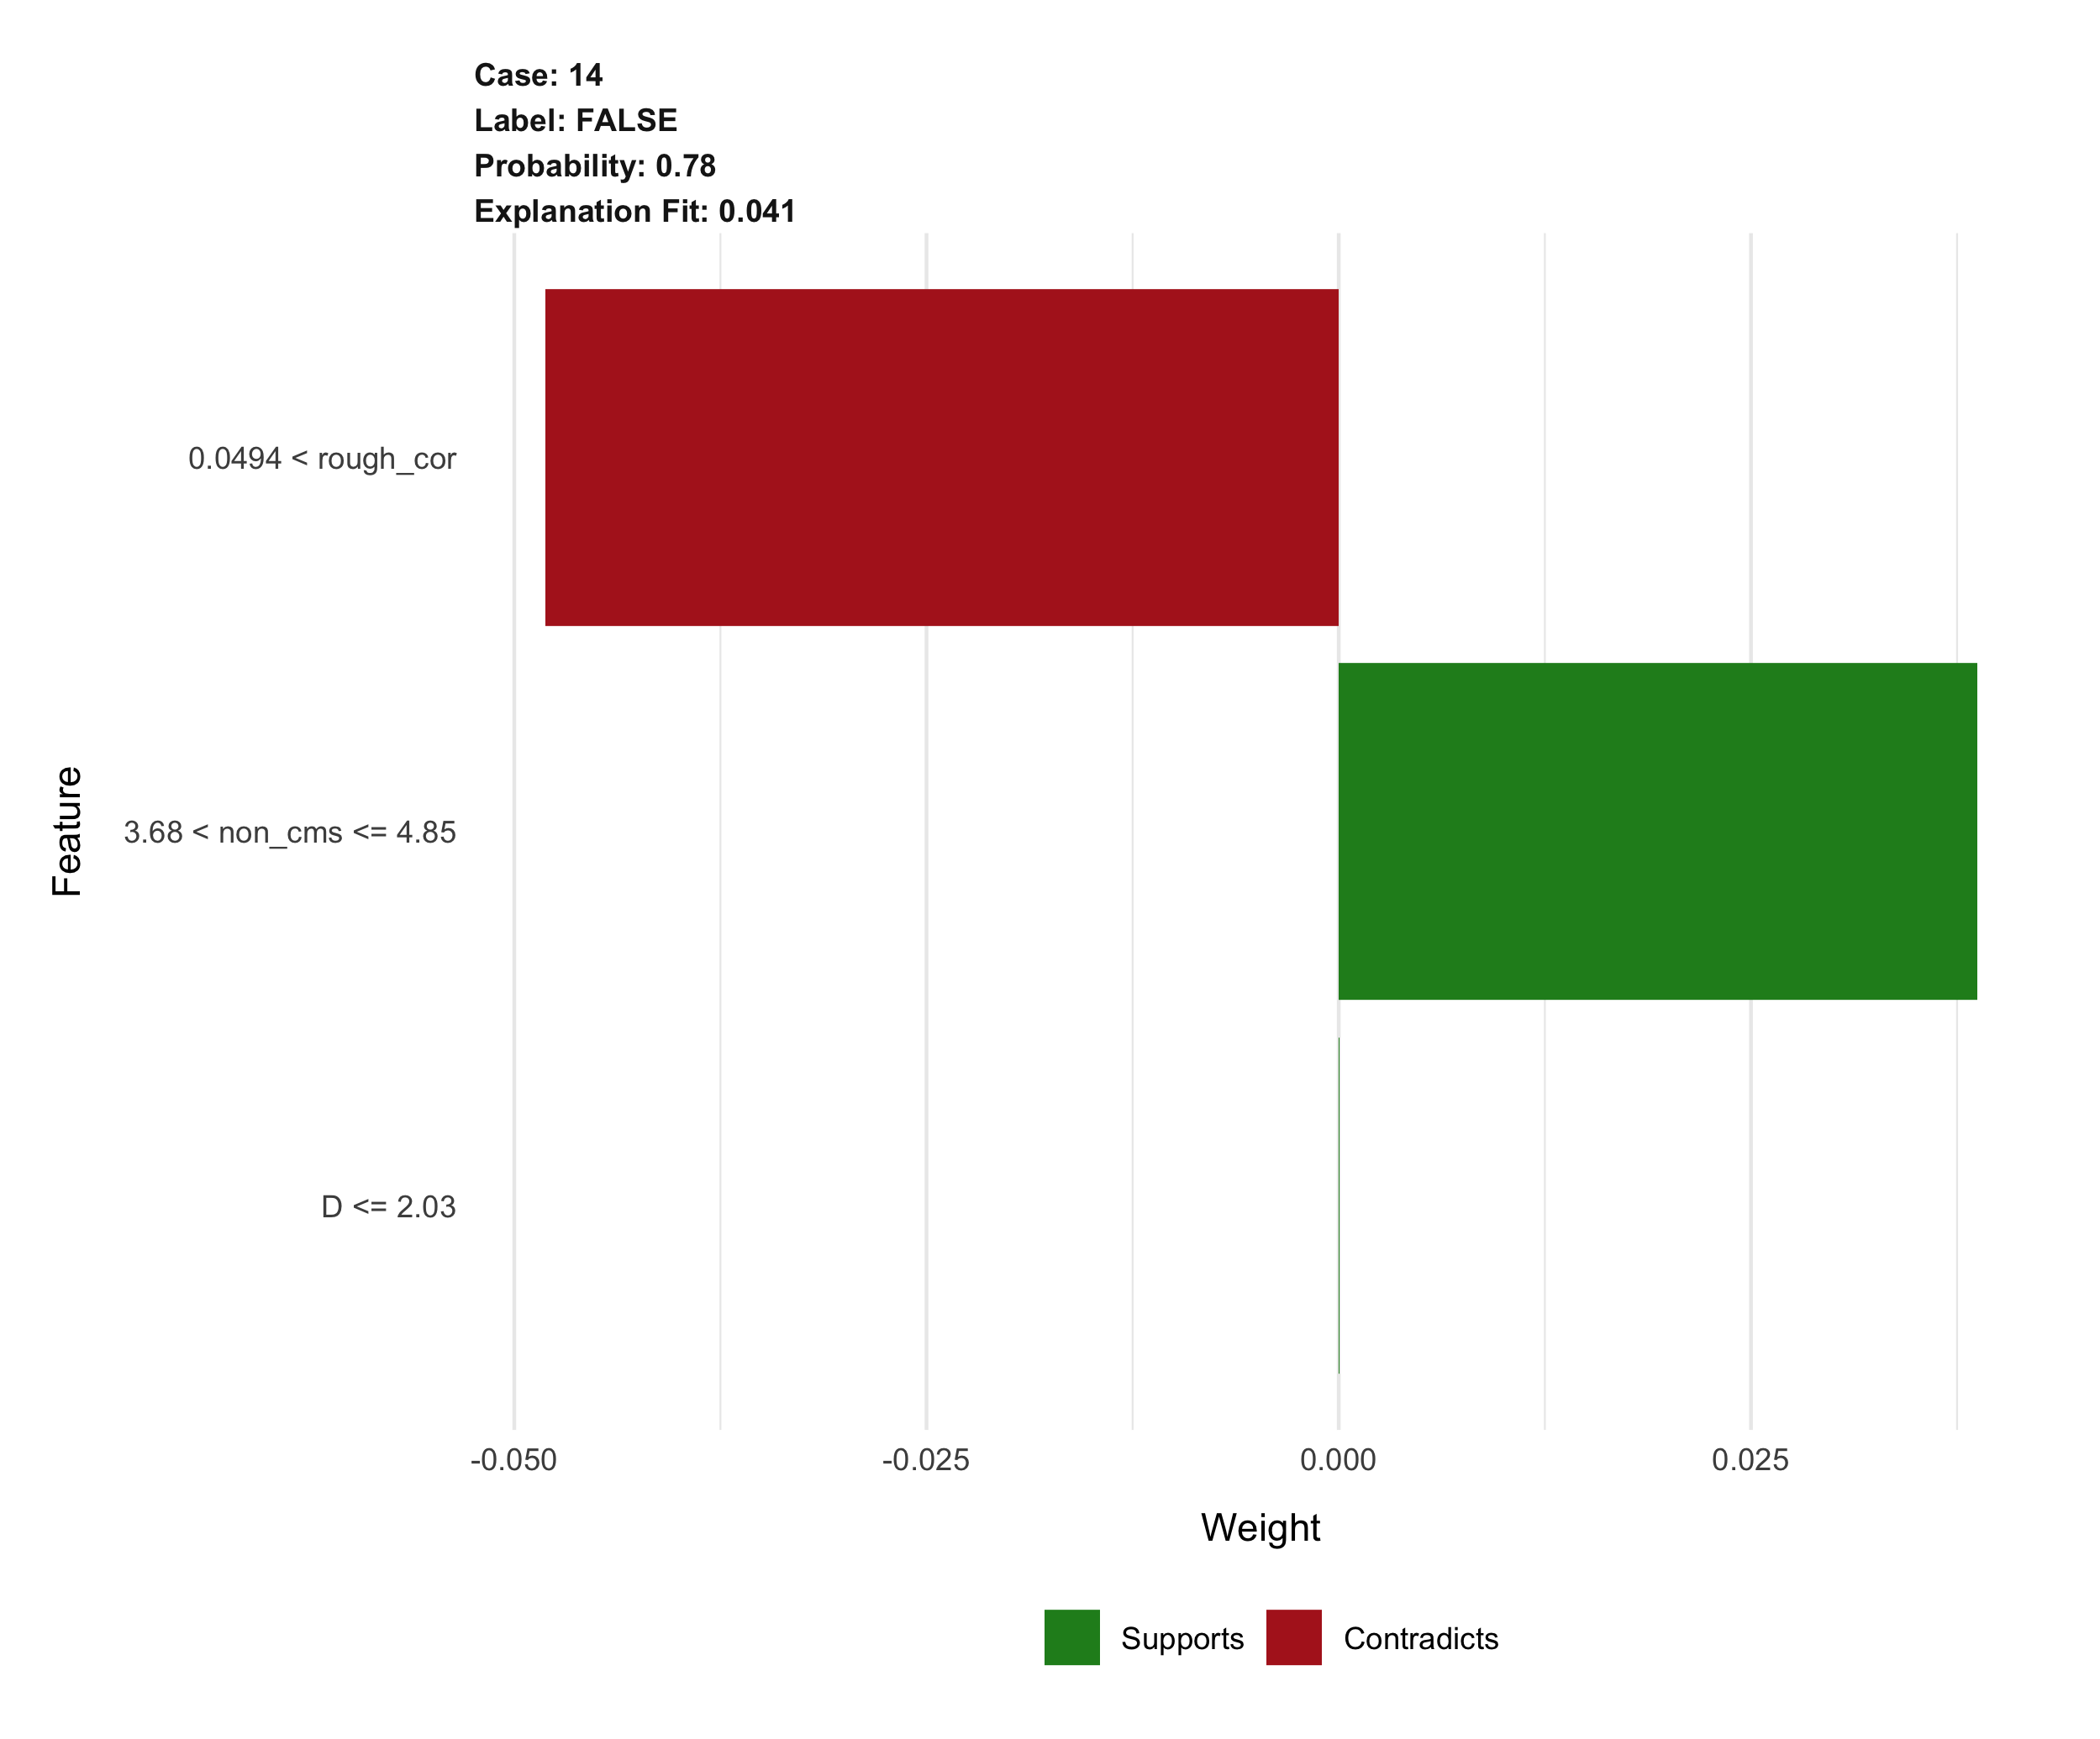 Case: 14
Label: FALSE
Probability: 0.78
Explanation Fit: 0.041
0.0494 < rough_cor
3.68 < non_cms <= 4.85
D <= 2.03
Feature
-0.050
-0.025
0.000
0.025
Weight
Supports
Contradicts